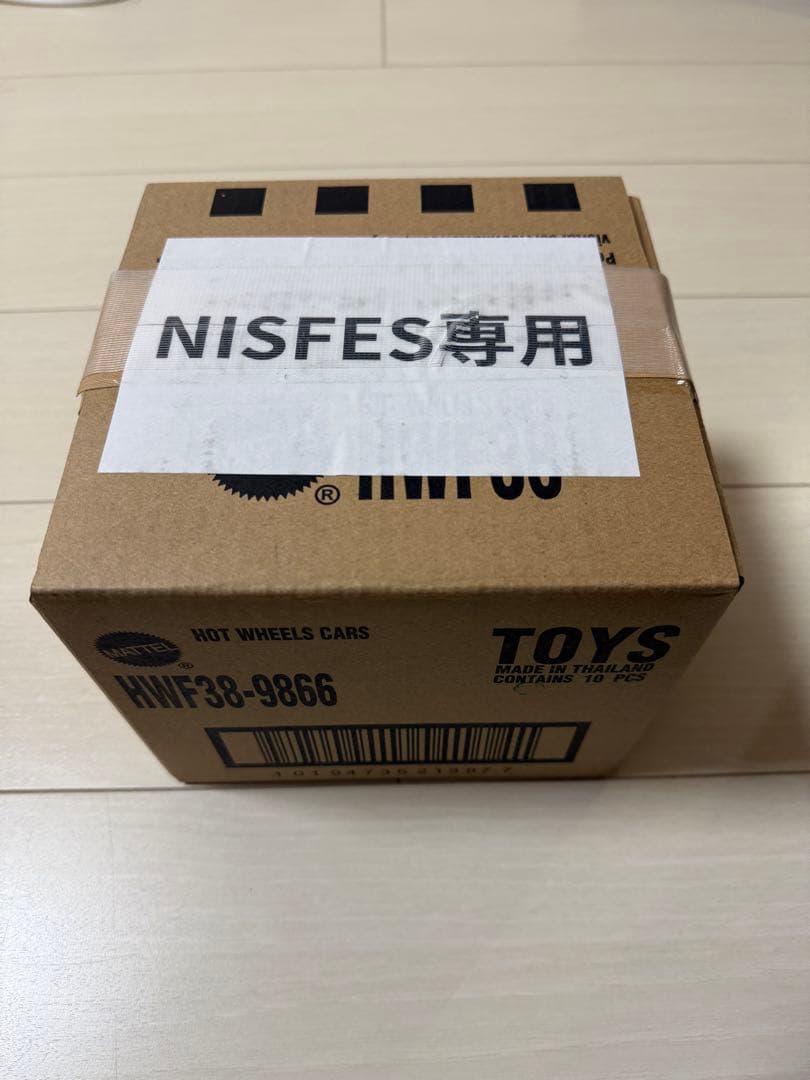 NISFES専用
®
MATTEL
®
HOT WHEELS CARS
HWF38-9866
TOYS
MADE IN THAILAND
CONTAINS 10 PCS